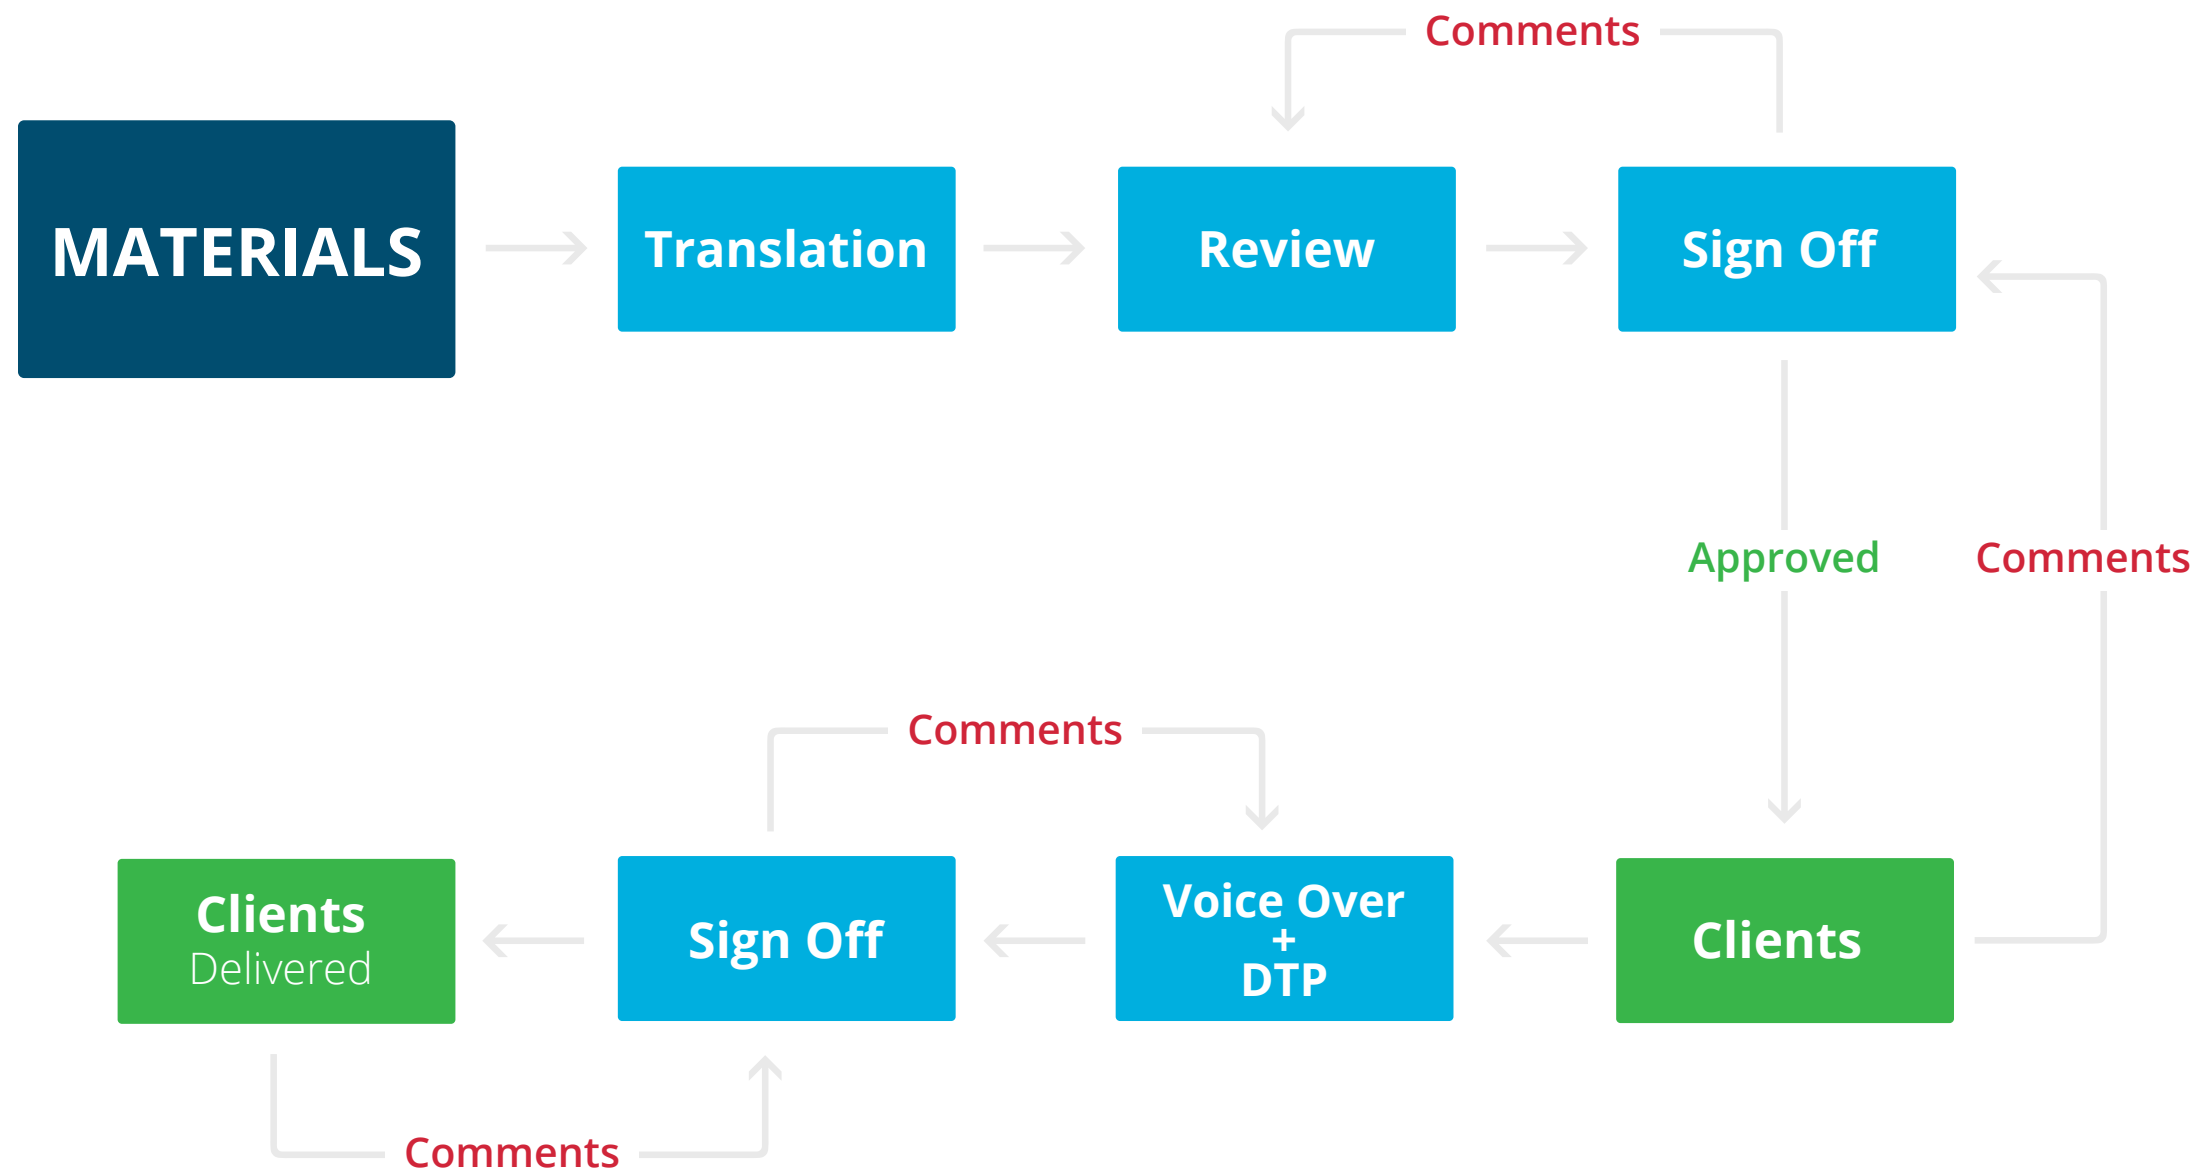 Comments
MATERIALS
Translation
Review
Sign Off
Approved
Comments
Comments
Clients
Delivered
Sign Off
Voice Over
+
DTP
Clients
Comments